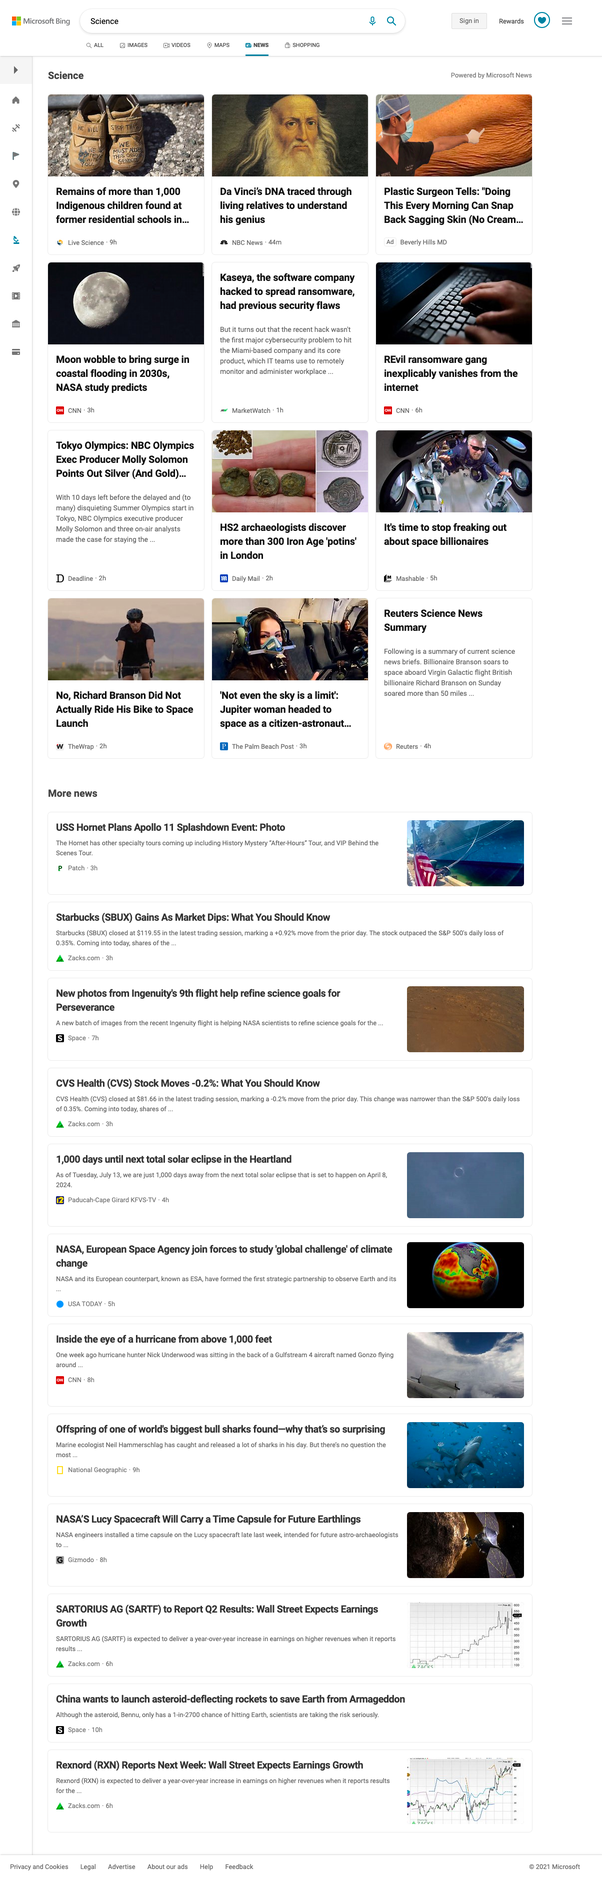 Microsoft Bing
Science
Sign in
Rewards
ALL
IMAGES
VIDEOS
MAPS
NEWS
SHOPPING
Science
Powered by Microsoft News
Remains of more than 1,000
Indigenous children found at
former residential schools in...
Live Science · 9h
Da Vinci's DNA traced through
living relatives to understand
his genius
NBC News · 44m
Plastic Surgeon Tells: "Doing
This Every Morning Can Snap
Back Sagging Skin (No Cream...
Ad Beverly Hills MD
Moon wobble to bring surge in
coastal flooding in 2030s,
NASA study predicts
CNN · 3h
Kaseya, the software company
hacked to spread ransomware,
had previous security flaws
But it turns out that the recent hack wasn't
the first major cybersecurity problem to hit
the Miami-based company and its core
product, which IT teams use to remotely
monitor and administer workplace ...
MarketWatch · 1h
REvil ransomware gang
inexplicably vanishes from the
internet
CNN · 6h
Tokyo Olympics: NBC Olympics
Exec Producer Molly Solomon
Points Out Silver (And Gold)...
With 10 days left before the delayed and (to
many) disquieting Summer Olympics start in
Tokyo, NBC Olympics executive producer
Molly Solomon and three on-air analysts
made the case for staying the ...
Deadline · 2h
HS2 archaeologists discover
more than 300 Iron Age 'potins'
in London
Daily Mail · 2h
It's time to stop freaking out
about space billionaires
Mashable · 5h
No, Richard Branson Did Not
Actually Ride His Bike to Space
Launch
TheWrap · 2h
'Not even the sky is a limit':
Jupiter woman headed to
space as a citizen-astronaut...
The Palm Beach Post · 3h
Reuters Science News
Summary
Following is a summary of current science
news briefs. Billionaire Branson soars to
space aboard Virgin Galactic flight British
billionaire Richard Branson on Sunday
soared more than 50 miles ...
Reuters · 4h
More news
USS Hornet Plans Apollo 11 Splashdown Event: Photo
The Hornet has other specialty tours coming up including History Mystery "After-Hours" Tour, and VIP Behind the
Scenes Tour.
Patch · 3h
Starbucks (SBUX) Gains As Market Dips: What You Should Know
Starbucks (SBUX) closed at $119.55 in the latest trading session, marking a +0.92% move from the prior day. The stock outpaced the S&P 500's daily loss of
0.35%. Coming into today, shares of the ...
Zacks.com · 3h
New photos from Ingenuity's 9th flight help refine science goals for
Perseverance
A new batch of images from the recent Ingenuity flight is helping NASA scientists to refine science goals for the ...
Space · 7h
CVS Health (CVS) Stock Moves -0.2%: What You Should Know
CVS Health (CVS) closed at $81.66 in the latest trading session, marking a -0.2% move from the prior day. This change was narrower than the S&P 500's daily loss
of 0.35%. Coming into today, shares of ...
Zacks.com · 3h
1,000 days until next total solar eclipse in the Heartland
As of Tuesday, July 13, we are just 1,000 days away from the next total solar eclipse that is set to happen on April 8,
2024.
Paducah-Cape Girard KFVS-TV · 4h
NASA, European Space Agency join forces to study 'global challenge' of climate
change
NASA and its European counterpart, known as ESA, have formed the first strategic partnership to observe Earth and its
...
USA TODAY · 5h
Inside the eye of a hurricane from above 1,000 feet
One week ago hurricane hunter Nick Underwood was sitting in the back of a Gulfstream 4 aircraft named Gonzo flying
around ...
CNN · 8h
Offspring of one of world's biggest bull sharks found—why that's so surprising
Marine ecologist Neil Hammerschlag has caught and released a lot of sharks in his day. But there's no question the
most ...
National Geographic · 9h
NASA'S Lucy Spacecraft Will Carry a Time Capsule for Future Earthlings
NASA engineers installed a time capsule on the Lucy spacecraft late last week, intended for future astro-archaeologists
to ...
Gizmodo · 8h
SARTORIUS AG (SARTF) to Report Q2 Results: Wall Street Expects Earnings
Growth
SARTORIUS AG (SARTF) is expected to deliver a year-over-year increase in earnings on higher revenues when it reports
results ...
Zacks.com · 6h
China wants to launch asteroid-deflecting rockets to save Earth from Armageddon
Although the asteroid, Bennu, only has a 1-in-2700 chance of hitting Earth, scientists are taking the risk seriously.
Space · 10h
Rexnord (RXN) Reports Next Week: Wall Street Expects Earnings Growth
Rexnord (RXN) is expected to deliver a year-over-year increase in earnings on higher revenues when it reports results
for the ...
Zacks.com · 6h
Privacy and Cookies
Legal
Advertise
About our ads
Help
Feedback
© 2021 Microsoft